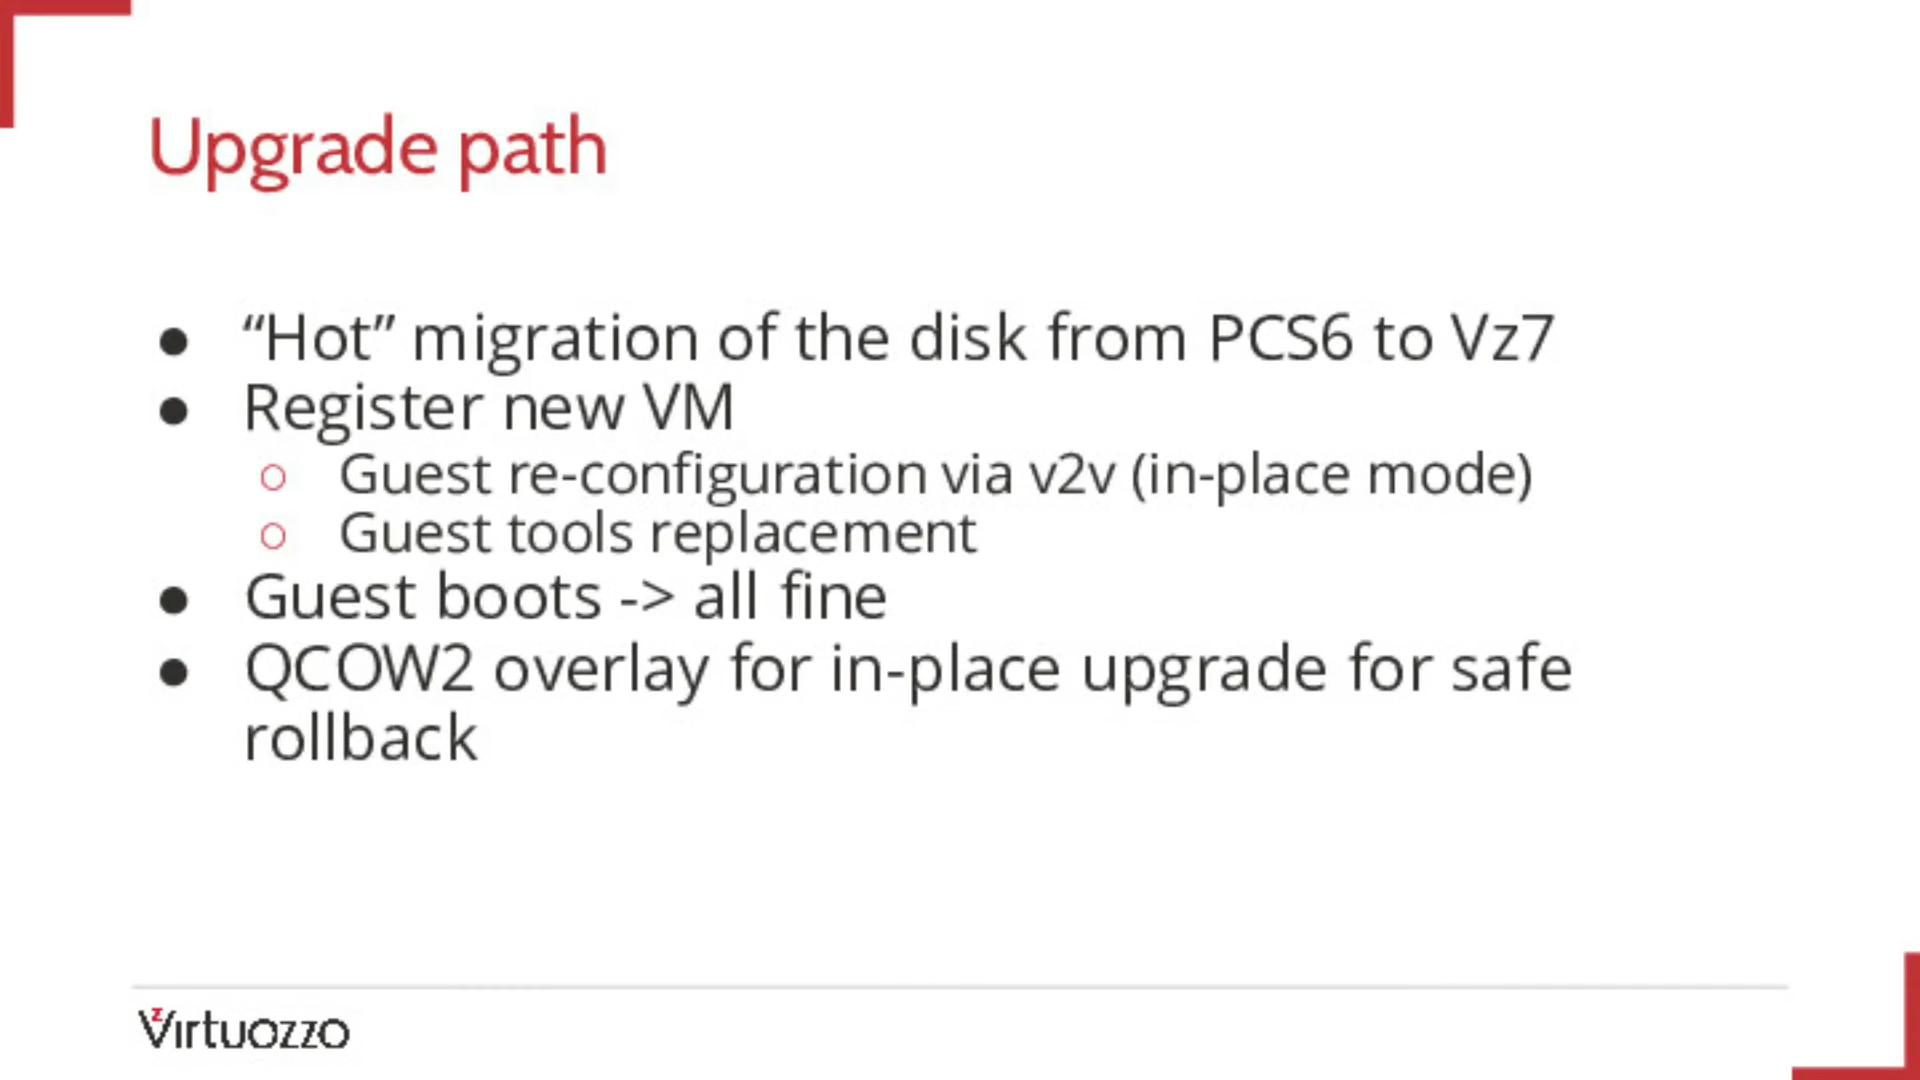 Upgrade path
● “Hot” migration of the disk from PCS6 to Vz7
● Register new VM
○ Guest re-configuration via v2v (in-place mode)
○ Guest tools replacement
● Guest boots -> all fine
● QCOW2 overlay for in-place upgrade for safe
rollback
Virtuozzo